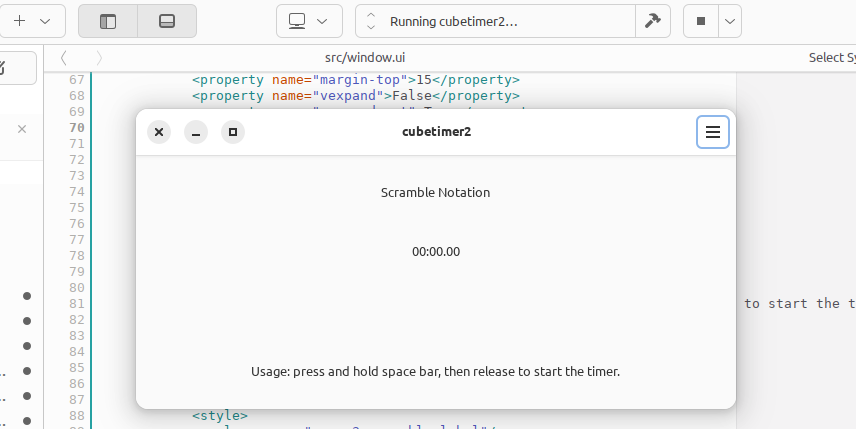 Running cubetimer2…
src/window.ui
Select Sy
67 <property name="margin-top">15</property>
68 <property name="vexpand">False</property>
69
70
71
72
73
74
75
76
77
78
79
80
81 to start the t
82
83
84
85
86
87
88 <style>
cubetimer2
Scramble Notation
00:00.00
Usage: press and hold space bar, then release to start the timer.